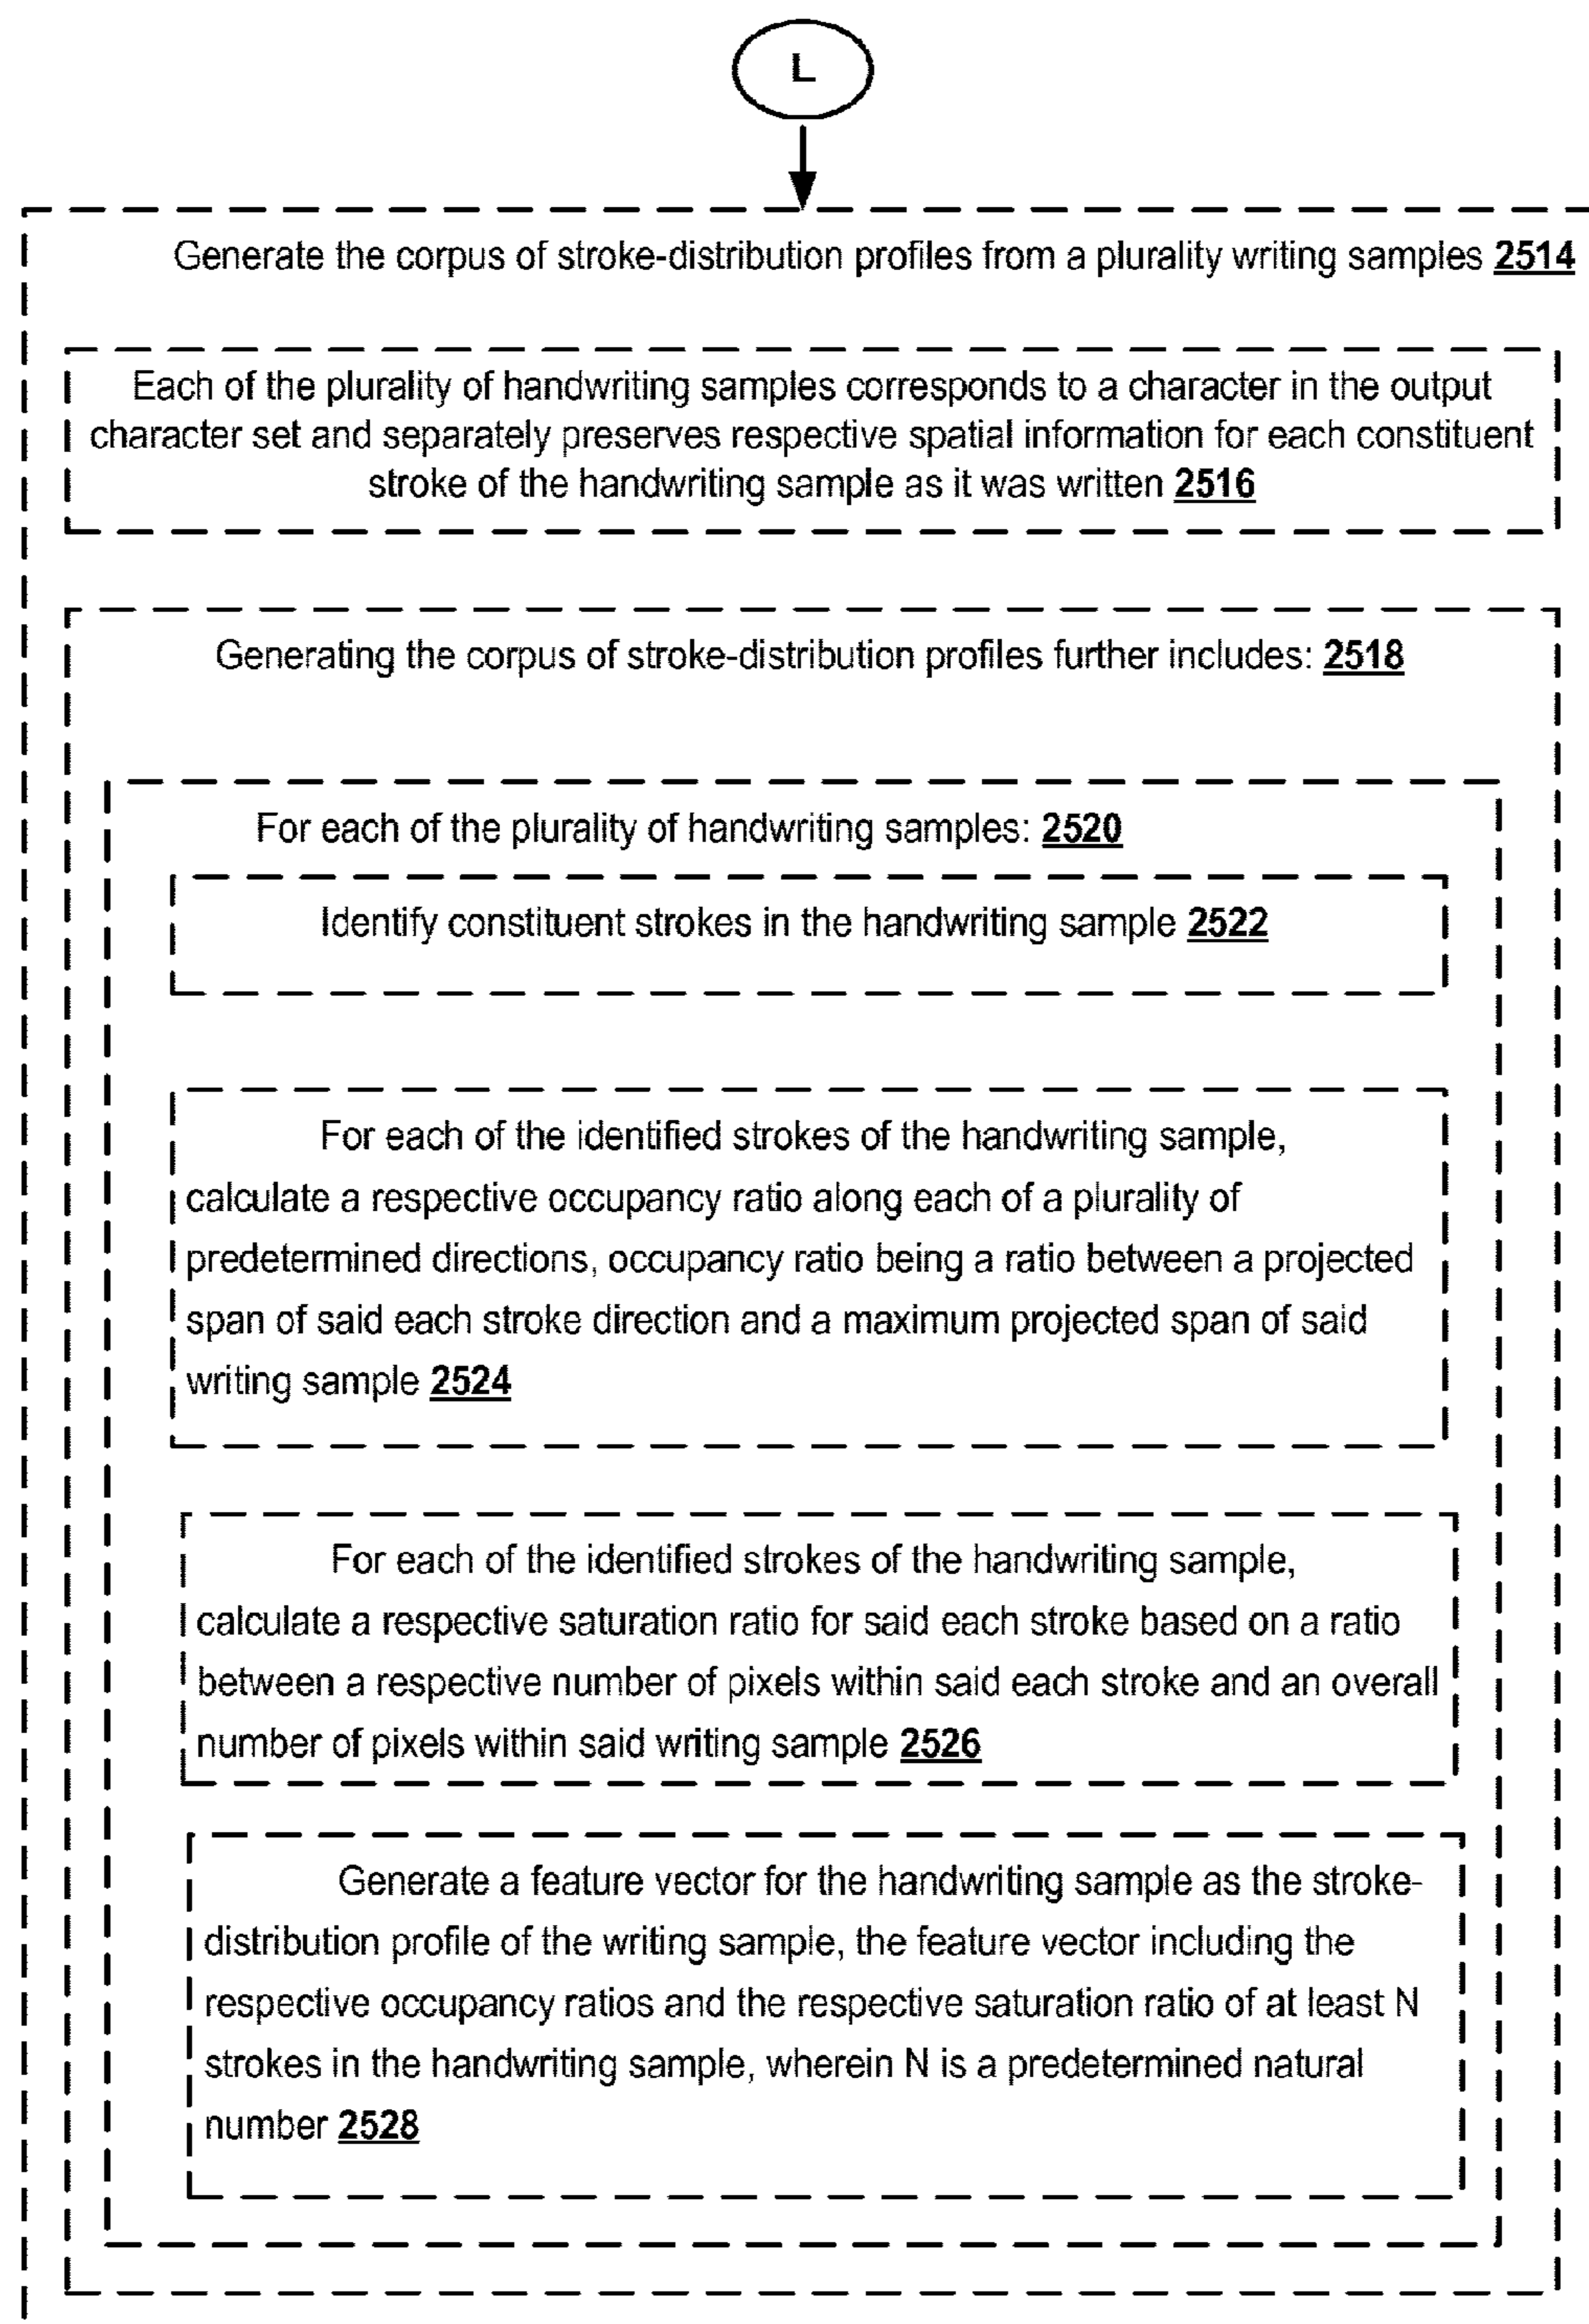 L
Generate the corpus of stroke-distribution profiles from a plurality writing samples 2514
Each of the plurality of handwriting samples corresponds to a character in the output
character set and separately preserves respective spatial information for each constituent
stroke of the handwriting sample as it was written 2516
Generating the corpus of stroke-distribution profiles further includes: 2518
For each of the plurality of handwriting samples: 2520
Identify constituent strokes in the handwriting sample 2522
For each of the identified strokes of the handwriting sample,
calculate a respective occupancy ratio along each of a plurality of
predetermined directions, occupancy ratio being a ratio between a projected
span of said each stroke direction and a maximum projected span of said
writing sample 2524
For each of the identified strokes of the handwriting sample,
calculate a respective saturation ratio for said each stroke based on a ratio
between a respective number of pixels within said each stroke and an overall
number of pixels within said writing sample 2526
Generate a feature vector for the handwriting sample as the stroke-
distribution profile of the writing sample, the feature vector including the
respective occupancy ratios and the respective saturation ratio of at least N
strokes in the handwriting sample, wherein N is a predetermined natural
number 2528